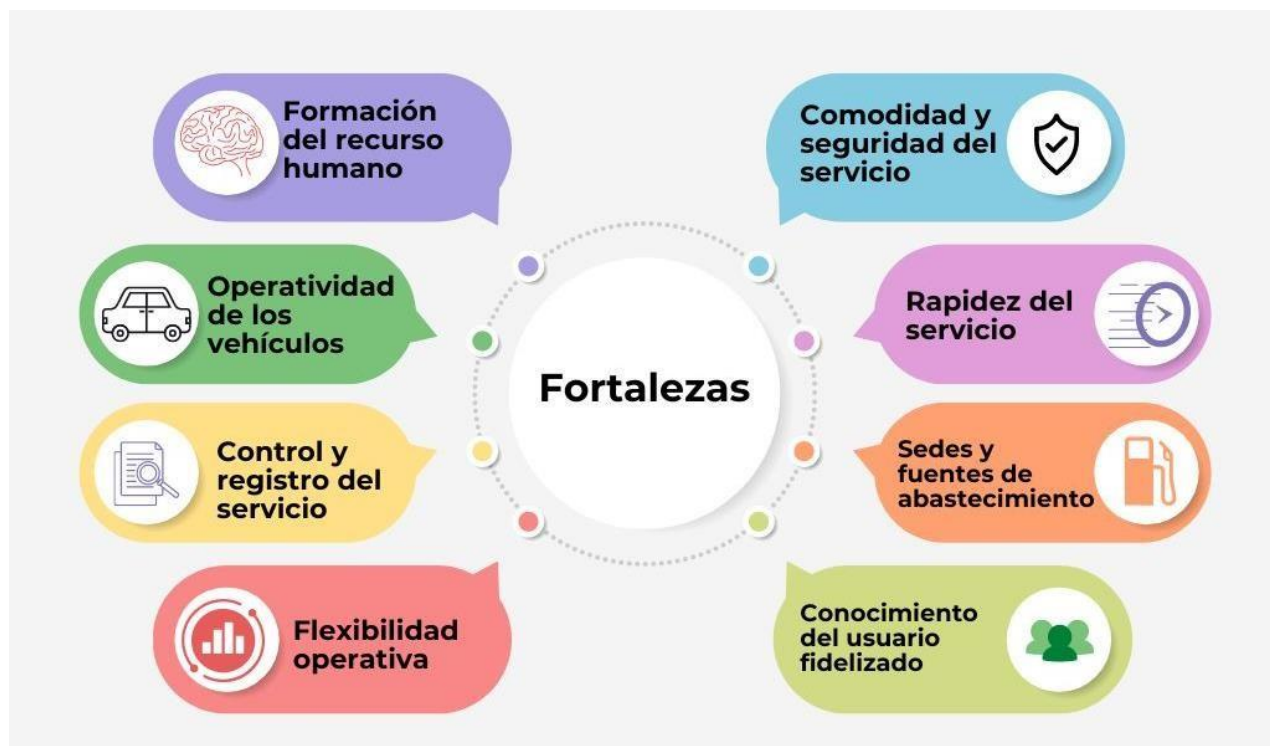 Formación
del recurso
humano
Operatividad
de los
vehículos
Control y
registro del
servicio
Flexibilidad
operativa
Fortalezas
Comodidad y
seguridad del
servicio
Rapidez del
servicio
Sedes y
fuentes de
abastecimiento
Conocimiento
del usuario
fidelizado